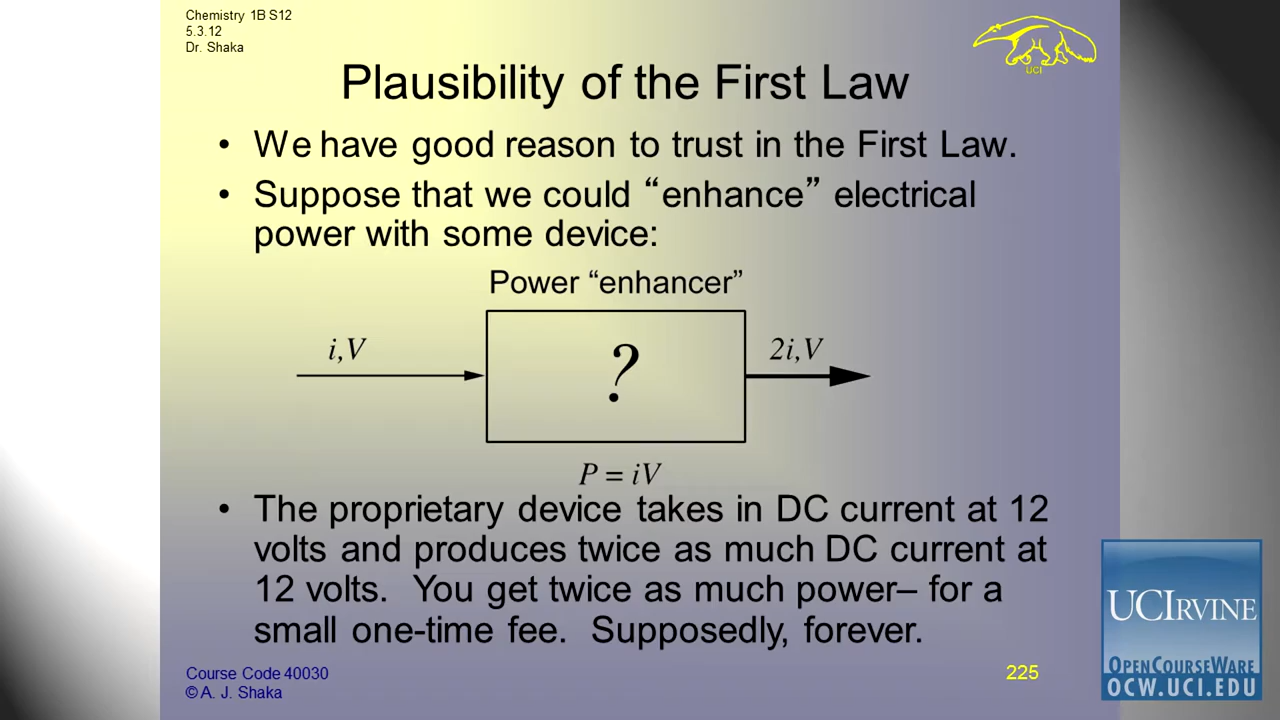 Chemistry 1B S12
5.3.12
Dr. Shaka
UCI
Plausibility of the First Law
• We have good reason to trust in the First Law.
• Suppose that we could “enhance” electrical
power with some device:
Power “enhancer”
i,V
?
2i,V
P = iV
• The proprietary device takes in DC current at 12
volts and produces twice as much DC current at
12 volts. You get twice as much power– for a
small one-time fee. Supposedly, forever.
Course Code 40030
© A. J. Shaka
225
UCIRVINE
OPENCOURSEWARE
OCW.UCI.EDU